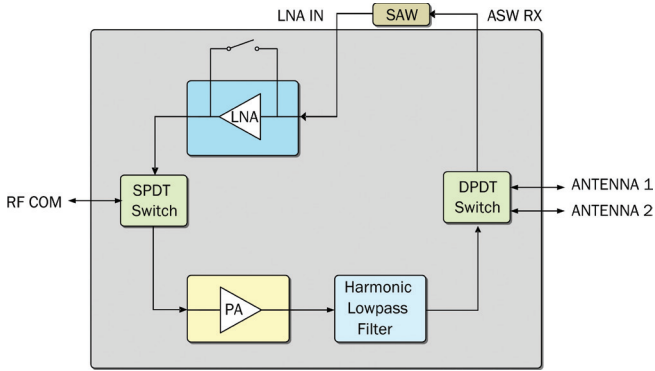 LNA IN
SAW
ASW RX
LNA
SPDT
Switch
RF COM
DPDT
Switch
ANTENNA 1
ANTENNA 2
PA
Harmonic
Lowpass
Filter